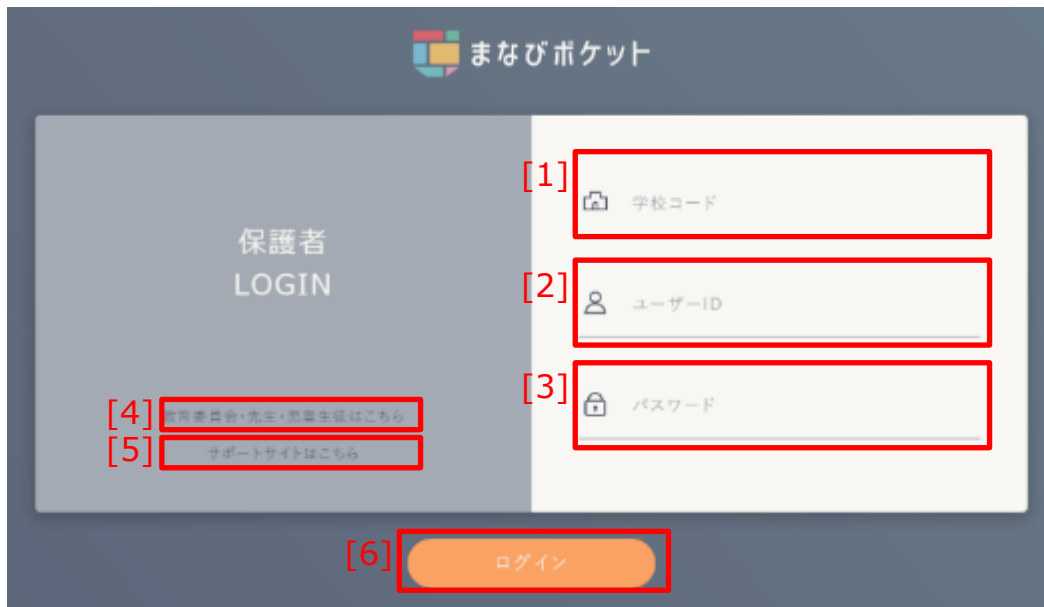 まなびポケット
保護者
LOGIN
[4] 教育委員会・先生・児童生徒はこちら
[5] サポートサイトはこちら
[1] 学校コード
[2] ユーザーID
[3] パスワード
[6] ログイン